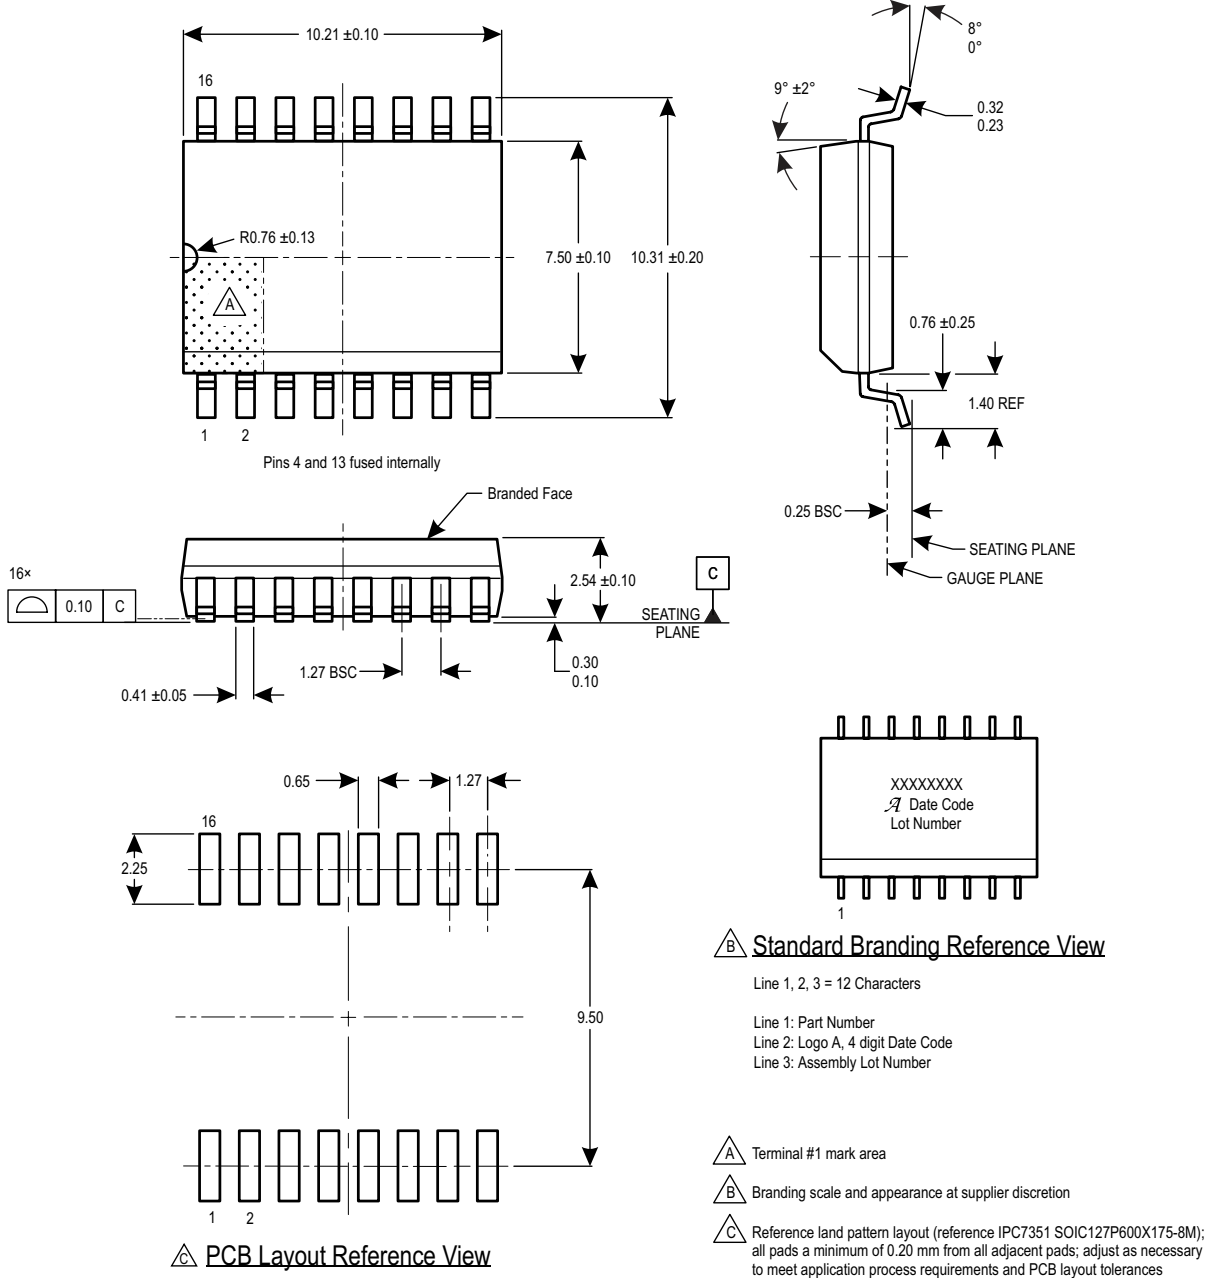 10.21 ±0.10
16
R0.76 ±0.13
A
7.50 ±0.10
10.31 ±0.20
1 2
Pins 4 and 13 fused internally
8°
0°
9° ±2°
0.32
0.23
0.76 ±0.25
1.40 REF
0.25 BSC
SEATING PLANE
GAUGE PLANE
Branded Face
16×
0.10 C
2.54 ±0.10
C
SEATING
PLANE
1.27 BSC
0.30
0.10
0.41 ±0.05
0.65
1.27
16
2.25
9.50
1 2
C PCB Layout Reference View
XXXXXXXX
A Date Code
Lot Number
1
B Standard Branding Reference View
Line 1, 2, 3 = 12 Characters
Line 1: Part Number
Line 2: Logo A, 4 digit Date Code
Line 3: Assembly Lot Number
A Terminal #1 mark area
B Branding scale and appearance at supplier discretion
C Reference land pattern layout (reference IPC7351 SOIC127P600X175-8M);
all pads a minimum of 0.20 mm from all adjacent pads; adjust as necessary
to meet application process requirements and PCB layout tolerances